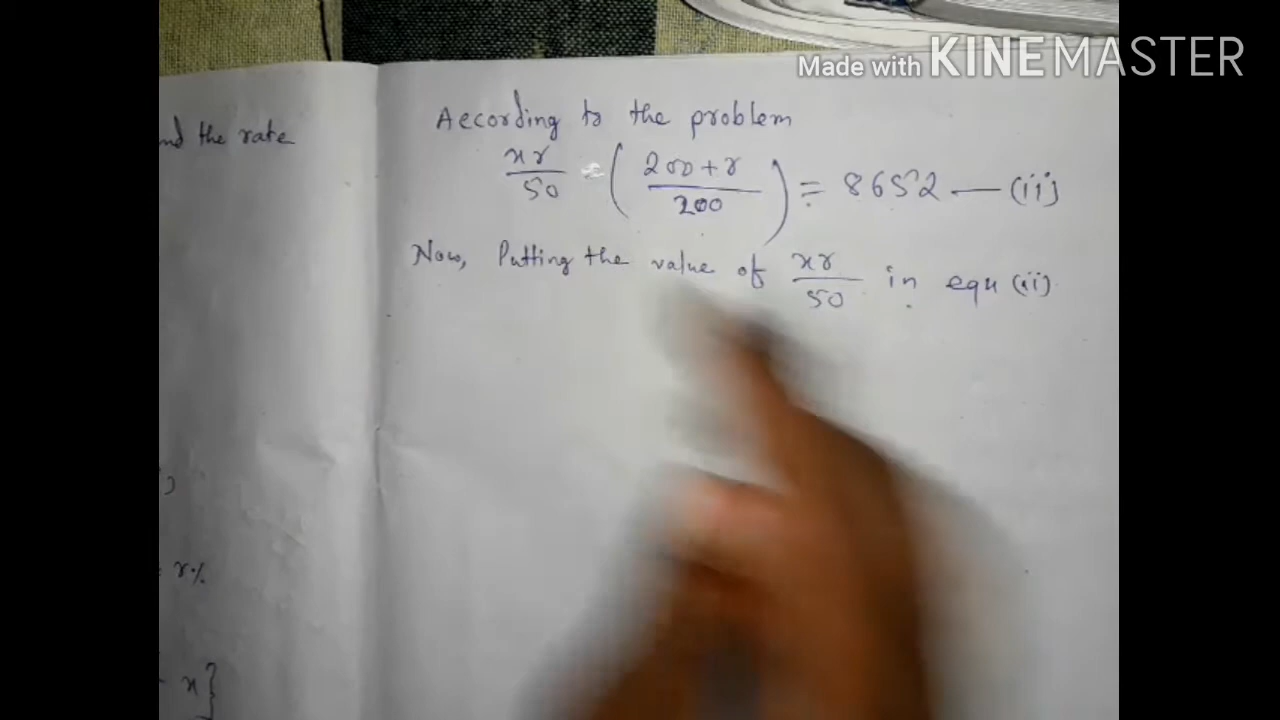 Made with KINEMASTER
nd the rate
According to the problem
xr/50 (200+r/200) = 8652 — (ii)
Now, Putting the value of xr/50 in equ (ii)
r%
x}